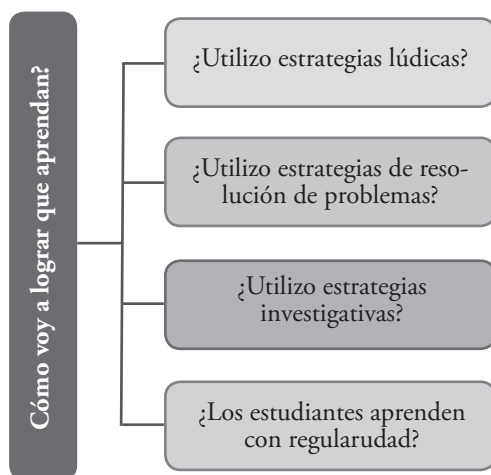 Cómo voy a lograr que aprendan?
¿Utilizo estrategias lúdicas?
¿Utilizo estrategias de reso-
lución de problemas?
¿Utilizo estrategias
investigativas?
¿Los estudiantes aprenden
con regularudad?